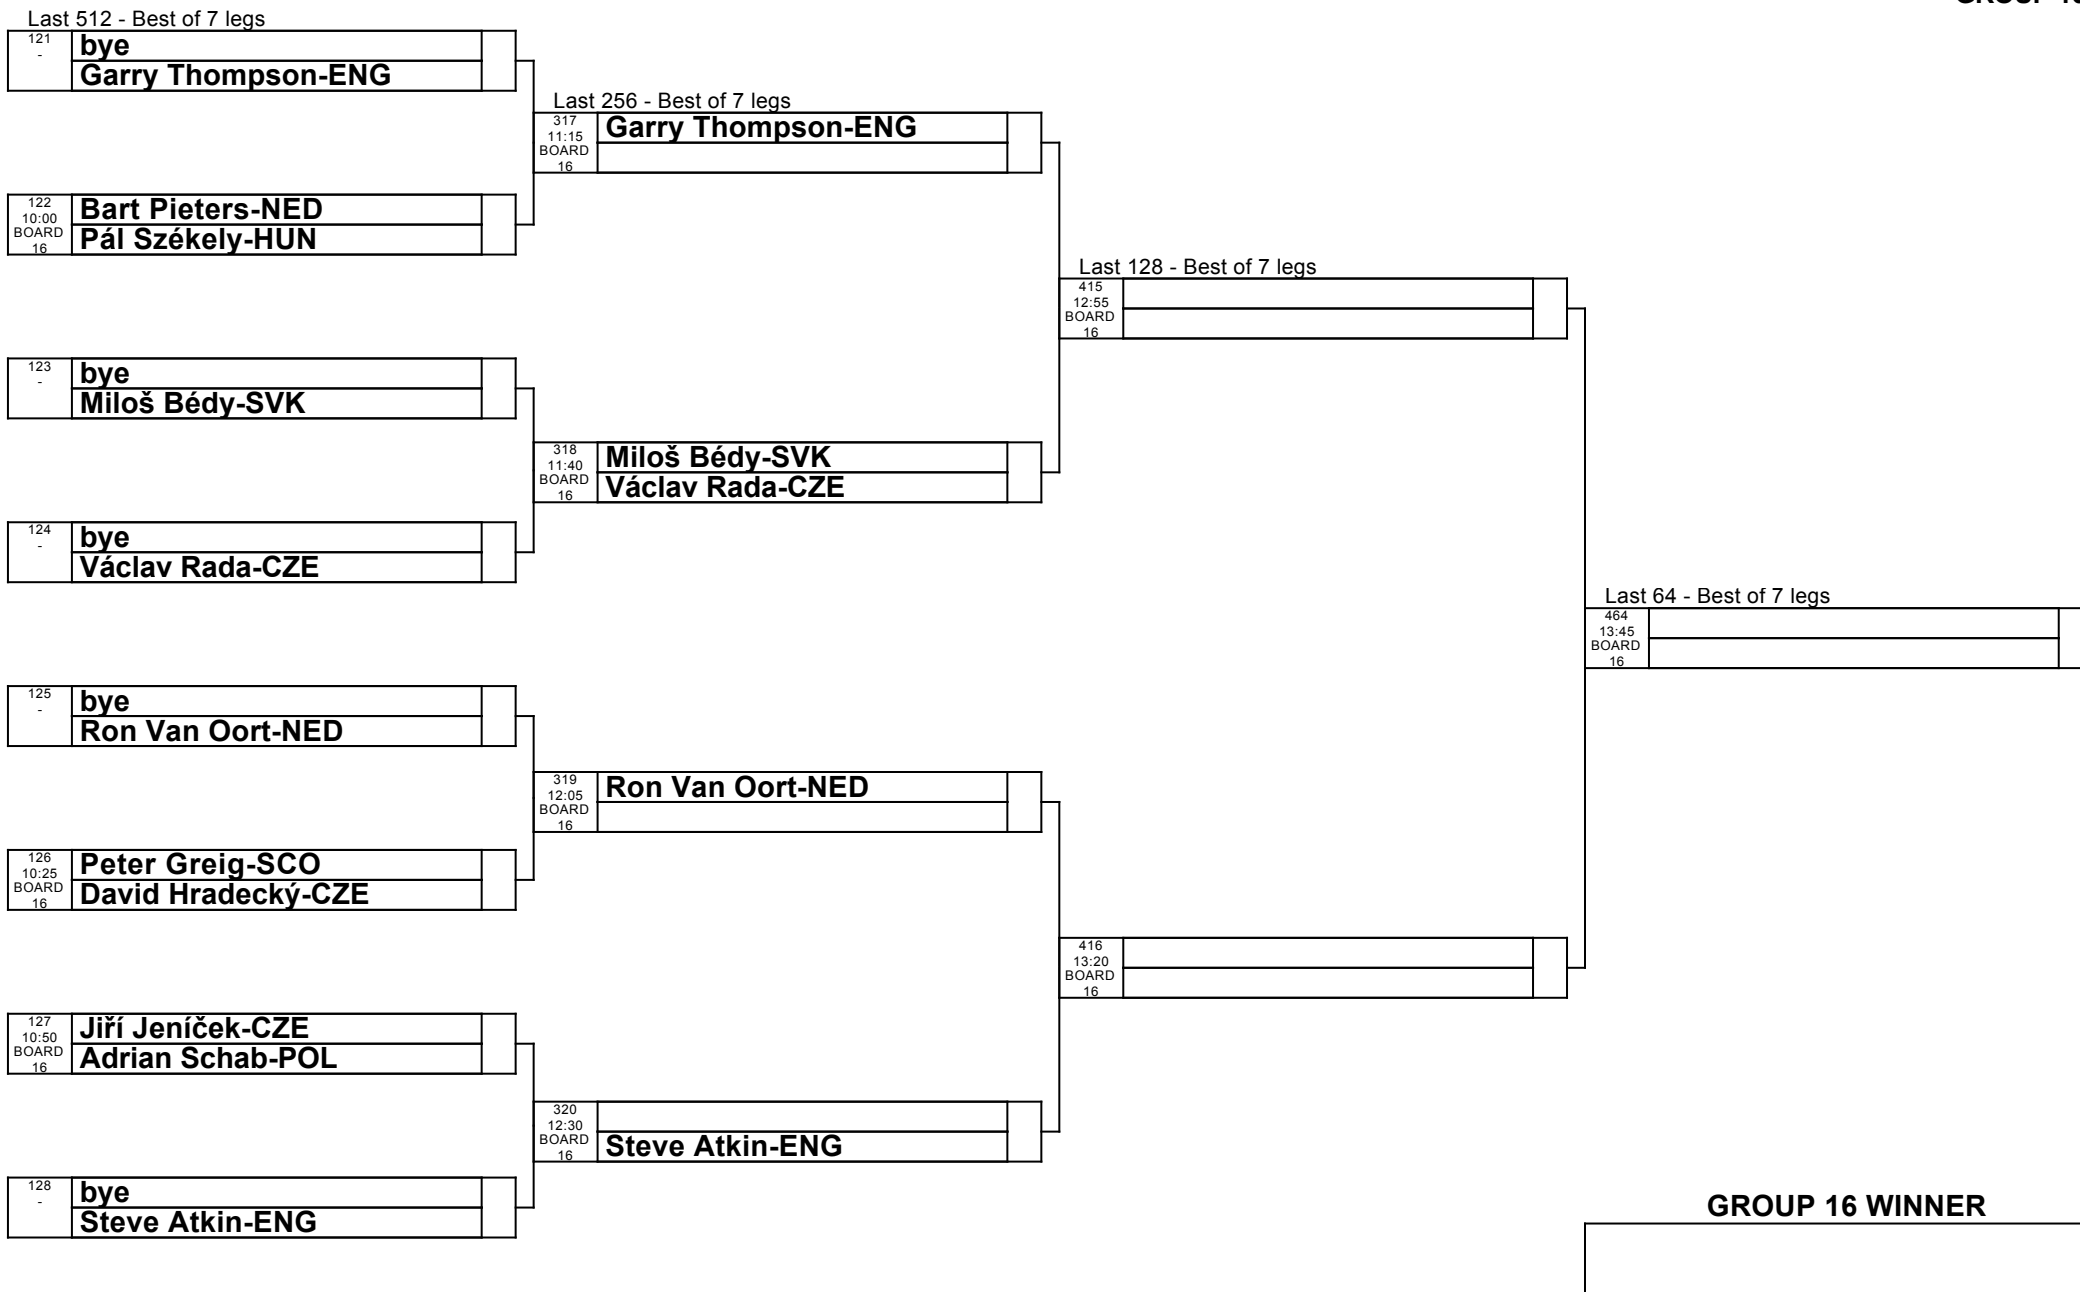 GROUP 16
Last 512 - Best of 7 legs
121
-
bye
Garry Thompson-ENG
Last 256 - Best of 7 legs
317
11:15
BOARD
16
Garry Thompson-ENG
122
10:00
BOARD
16
Bart Pieters-NED
Pál Székely-HUN
Last 128 - Best of 7 legs
415
12:55
BOARD
16
123
-
bye
Miloš Bédy-SVK
318
11:40
BOARD
16
Miloš Bédy-SVK
Václav Rada-CZE
124
-
bye
Václav Rada-CZE
Last 64 - Best of 7 legs
464
13:45
BOARD
16
125
-
bye
Ron Van Oort-NED
319
12:05
BOARD
16
Ron Van Oort-NED
126
10:25
BOARD
16
Peter Greig-SCO
David Hradecký-CZE
416
13:20
BOARD
16
127
10:50
BOARD
16
Jiří Jeníček-CZE
Adrian Schab-POL
320
12:30
BOARD
16
Steve Atkin-ENG
128
-
bye
Steve Atkin-ENG
GROUP 16 WINNER